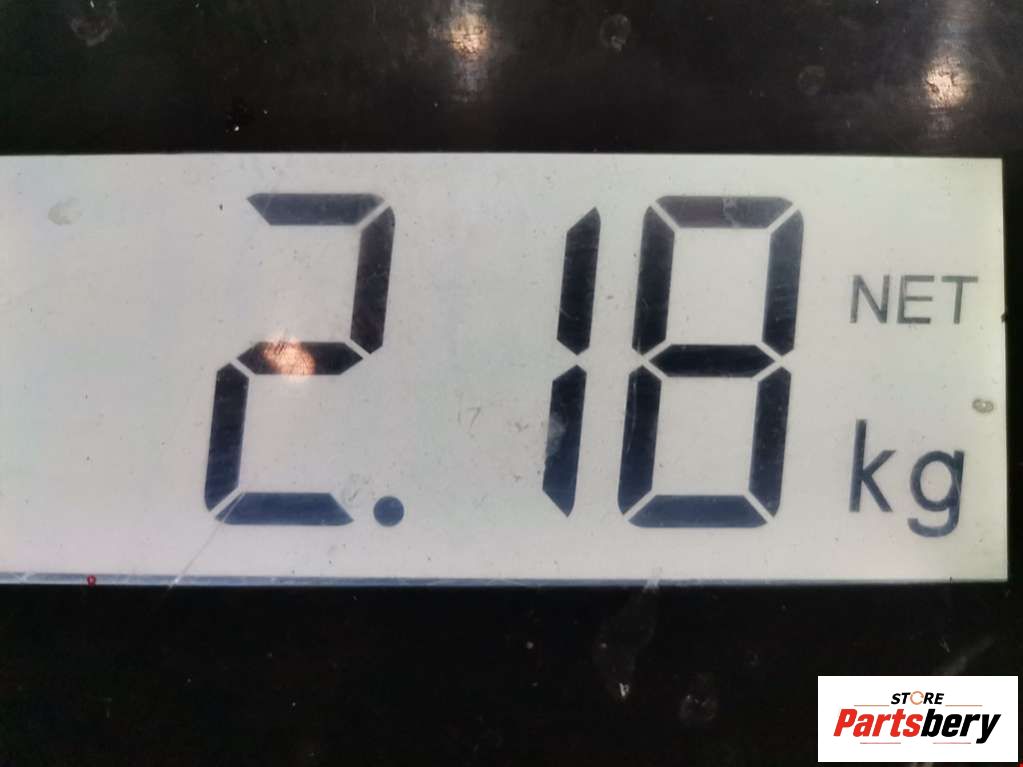 2.18
NET
kg
STORE
Partsbery